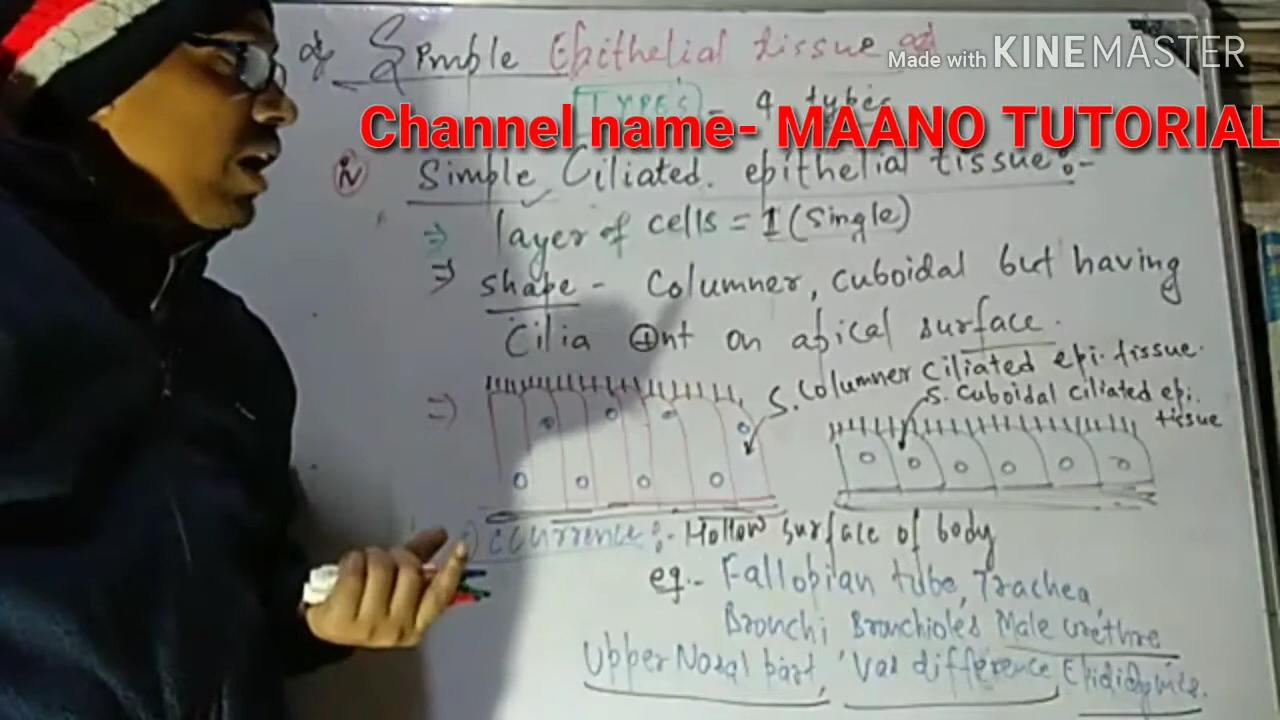 Simple Epithelial tissue
Made with KINEMASTER
TYPES - 4 types
Channel name- MAANO TUTORIAL
iv Simple Ciliated. epithelial tissue:-
⇒ layer of cells = 1 (single)
⇒ shape - Columner, cuboidal but having
Cilia ⊕nt on apical surface.
⇒ S. Columner ciliated epi. tissue.
S. Cuboidal ciliated epi.
tissue
occurrence:- Hollow surface of body
eg.- Fallopian tube, Trachea,
Bronchi Bronchioles Male urethre
Upper Nasal part, Vas difference Epididymis.